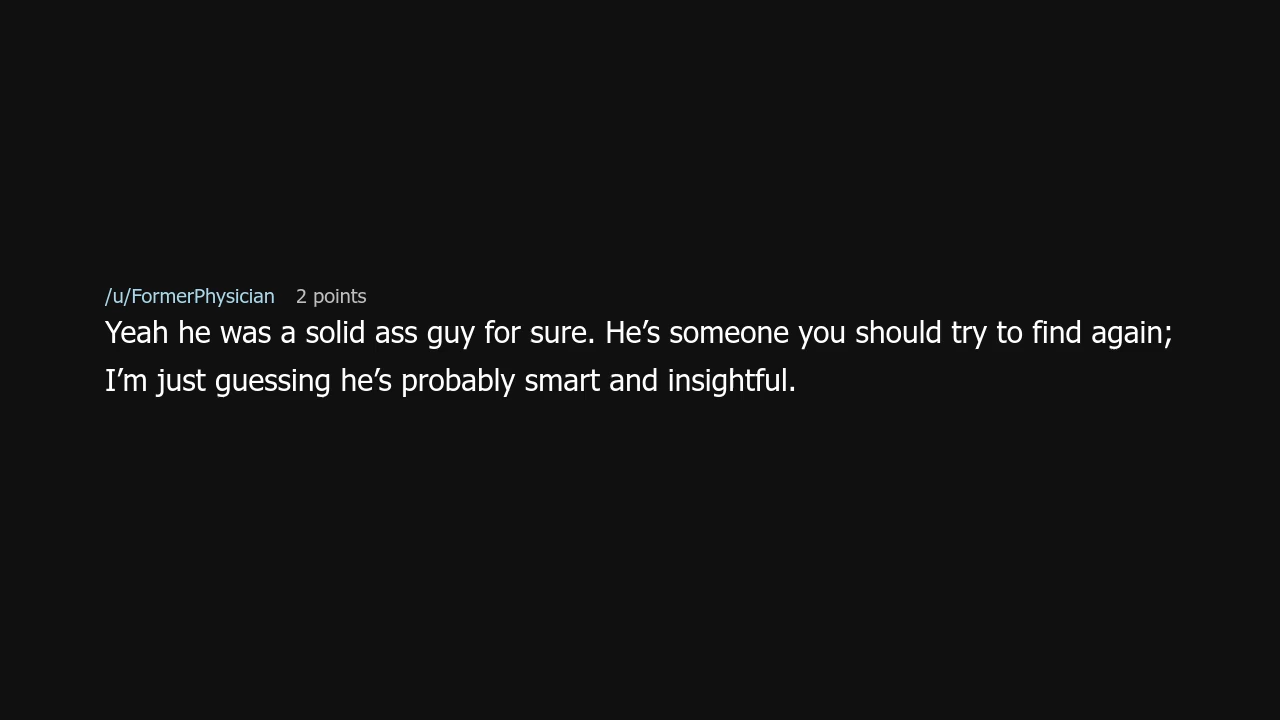 /u/FormerPhysician 2 points
Yeah he was a solid ass guy for sure. He’s someone you should try to find again;
I’m just guessing he’s probably smart and insightful.